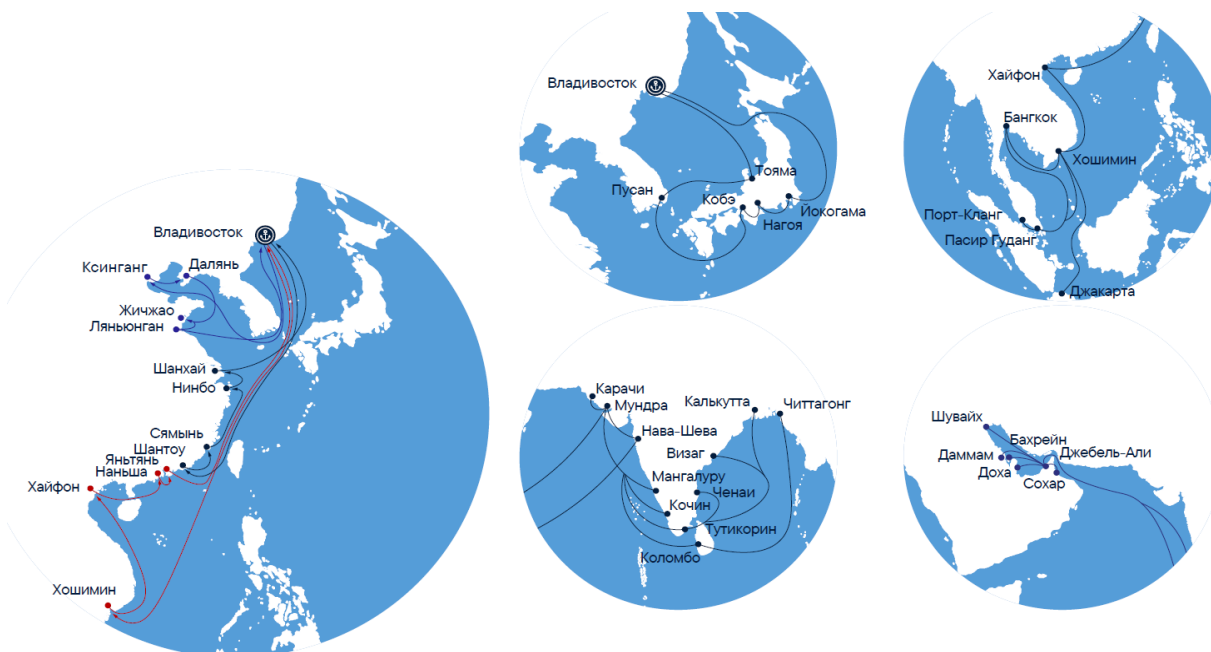 Владивосток
Ксинганг
Далянь
Жичжао
Ляньюнган
Шанхай
Нинбо
Сямынь
Шантоу
Яньтянь
Наньша
Хайфон
Хошимин
Владивосток
Тояма
Пусан
Кобэ
Йокогама
Нагоя
Хайфон
Бангкок
Хошимин
Порт-Кланг
Пасир Гуданг
Джакарта
Карачи
Мундра
Калькутта
Читтагонг
Нава-Шева
Визаг
Мангалуру
Ченаи
Кочин
Тутикорин
Коломбо
Шувайх
Бахрейн
Даммам
Джебель-Али
Доха
Сохар